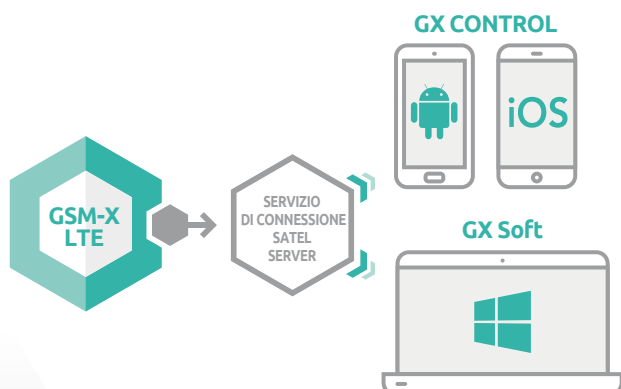 GX CONTROL
iOS
GSM-X
LTE
SERVIZIO
DI CONNESSIONE
SATEL
SERVER
GX Soft